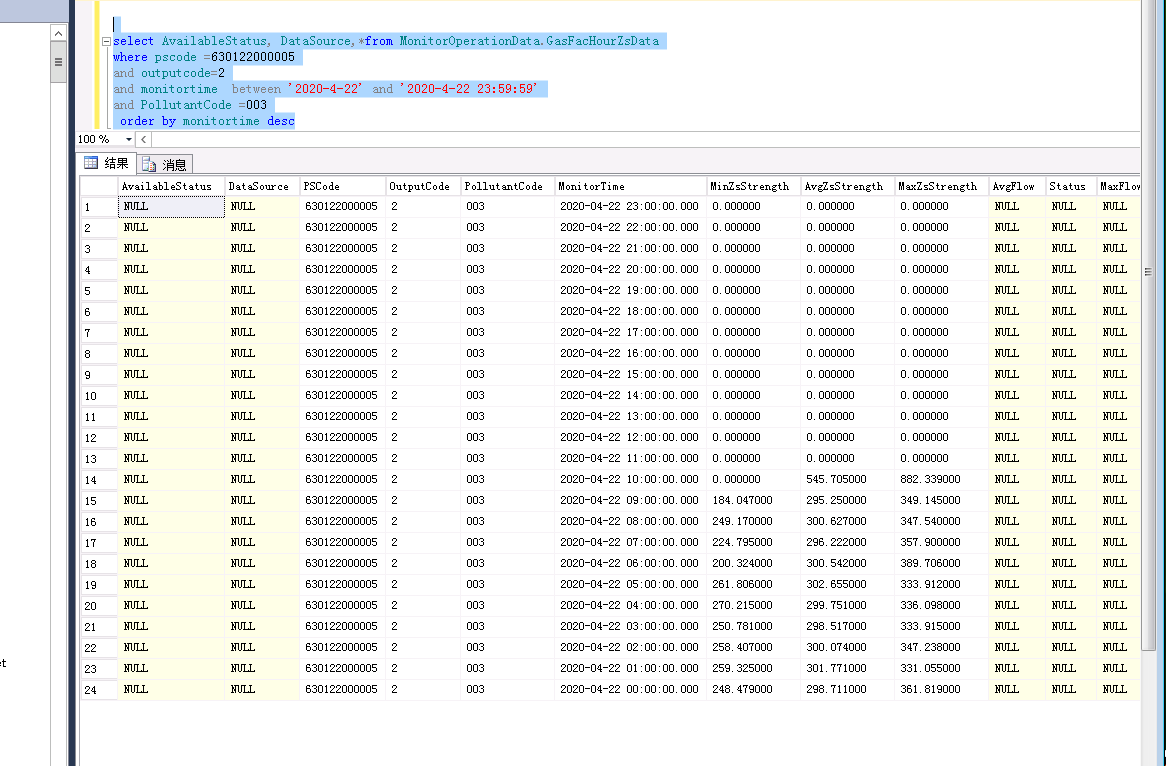 select AvailableStatus, DataSource,*from MonitorOperationData.GasFacHourZsData
where pscode =630122000005
and outputcode=2
and monitortime  between '2020-4-22' and '2020-4-22 23:59:59'
and PollutantCode =003
order by monitortime desc
100 %
结果 消息
AvailableStatus DataSource PSCode OutputCode PollutantCode MonitorTime MinZsStrength AvgZsStrength MaxZsStrength AvgFlow Status MaxFlow
1 NULL NULL 630122000005 2 003 2020-04-22 23:00:00.000 0.000000 0.000000 0.000000 NULL NULL NULL
2 NULL NULL 630122000005 2 003 2020-04-22 22:00:00.000 0.000000 0.000000 0.000000 NULL NULL NULL
3 NULL NULL 630122000005 2 003 2020-04-22 21:00:00.000 0.000000 0.000000 0.000000 NULL NULL NULL
4 NULL NULL 630122000005 2 003 2020-04-22 20:00:00.000 0.000000 0.000000 0.000000 NULL NULL NULL
5 NULL NULL 630122000005 2 003 2020-04-22 19:00:00.000 0.000000 0.000000 0.000000 NULL NULL NULL
6 NULL NULL 630122000005 2 003 2020-04-22 18:00:00.000 0.000000 0.000000 0.000000 NULL NULL NULL
7 NULL NULL 630122000005 2 003 2020-04-22 17:00:00.000 0.000000 0.000000 0.000000 NULL NULL NULL
8 NULL NULL 630122000005 2 003 2020-04-22 16:00:00.000 0.000000 0.000000 0.000000 NULL NULL NULL
9 NULL NULL 630122000005 2 003 2020-04-22 15:00:00.000 0.000000 0.000000 0.000000 NULL NULL NULL
10 NULL NULL 630122000005 2 003 2020-04-22 14:00:00.000 0.000000 0.000000 0.000000 NULL NULL NULL
11 NULL NULL 630122000005 2 003 2020-04-22 13:00:00.000 0.000000 0.000000 0.000000 NULL NULL NULL
12 NULL NULL 630122000005 2 003 2020-04-22 12:00:00.000 0.000000 0.000000 0.000000 NULL NULL NULL
13 NULL NULL 630122000005 2 003 2020-04-22 11:00:00.000 0.000000 0.000000 0.000000 NULL NULL NULL
14 NULL NULL 630122000005 2 003 2020-04-22 10:00:00.000 0.000000 545.705000 882.339000 NULL NULL NULL
15 NULL NULL 630122000005 2 003 2020-04-22 09:00:00.000 184.047000 295.250000 349.145000 NULL NULL NULL
16 NULL NULL 630122000005 2 003 2020-04-22 08:00:00.000 249.170000 300.627000 347.540000 NULL NULL NULL
17 NULL NULL 630122000005 2 003 2020-04-22 07:00:00.000 224.795000 296.222000 357.900000 NULL NULL NULL
18 NULL NULL 630122000005 2 003 2020-04-22 06:00:00.000 200.324000 300.542000 389.706000 NULL NULL NULL
19 NULL NULL 630122000005 2 003 2020-04-22 05:00:00.000 261.806000 302.655000 333.912000 NULL NULL NULL
20 NULL NULL 630122000005 2 003 2020-04-22 04:00:00.000 270.215000 299.751000 336.098000 NULL NULL NULL
21 NULL NULL 630122000005 2 003 2020-04-22 03:00:00.000 250.781000 298.517000 333.915000 NULL NULL NULL
22 NULL NULL 630122000005 2 003 2020-04-22 02:00:00.000 258.407000 300.074000 347.238000 NULL NULL NULL
23 NULL NULL 630122000005 2 003 2020-04-22 01:00:00.000 259.325000 301.771000 331.055000 NULL NULL NULL
24 NULL NULL 630122000005 2 003 2020-04-22 00:00:00.000 248.479000 298.711000 361.819000 NULL NULL NULL